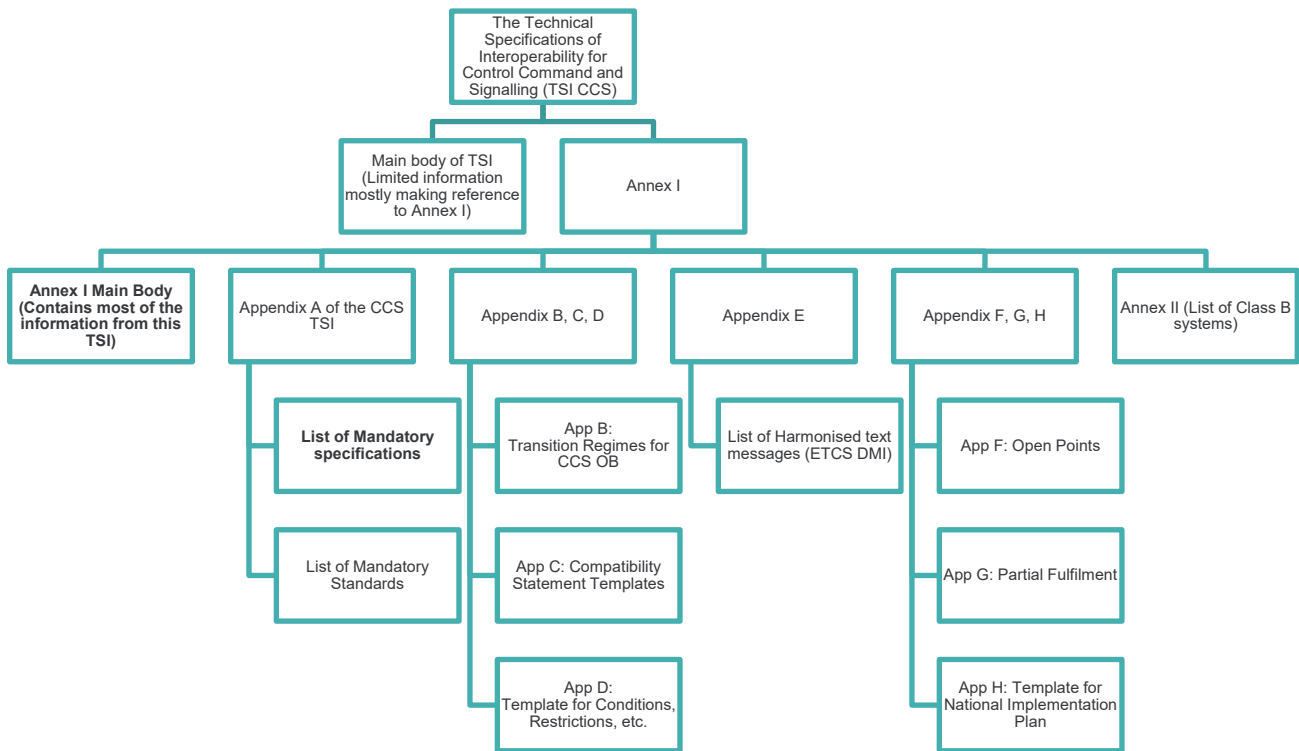 The Technical
Specifications of
Interoperability for
Control Command and
Signalling (TSI CCS)
Main body of TSI
(Limited information
mostly making reference
to Annex I)
Annex I
Annex I Main Body
(Contains most of the
information from this
TSI)
Appendix A of the CCS
TSI
Appendix B, C, D
Appendix E
Appendix F, G, H
Annex II (List of Class B
systems)
List of Mandatory
specifications
App B:
Transition Regimes for
CCS OB
List of Harmonised text
messages (ETCS DMI)
App F: Open Points
List of Mandatory
Standards
App C: Compatibility
Statement Templates
App G: Partial Fulfilment
App D:
Template for Conditions,
Restrictions, etc.
App H: Template for
National Implementation
Plan